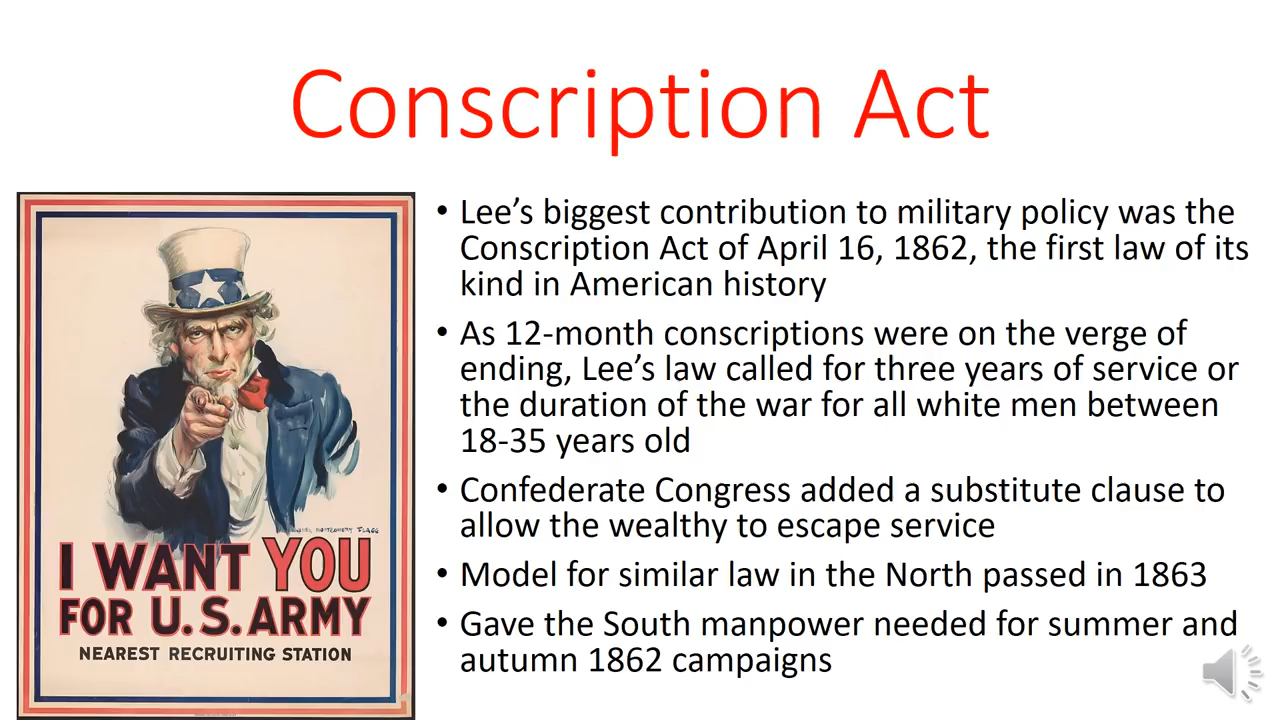 Conscription Act
• Lee’s biggest contribution to military policy was the
Conscription Act of April 16, 1862, the first law of its
kind in American history
• As 12-month conscriptions were on the verge of
ending, Lee’s law called for three years of service or
the duration of the war for all white men between
18-35 years old
• Confederate Congress added a substitute clause to
allow the wealthy to escape service
• Model for similar law in the North passed in 1863
• Gave the South manpower needed for summer and
autumn 1862 campaigns
MONTGOMERY FLAGG
I WANT YOU
FOR U.S. ARMY
NEAREST RECRUITING STATION